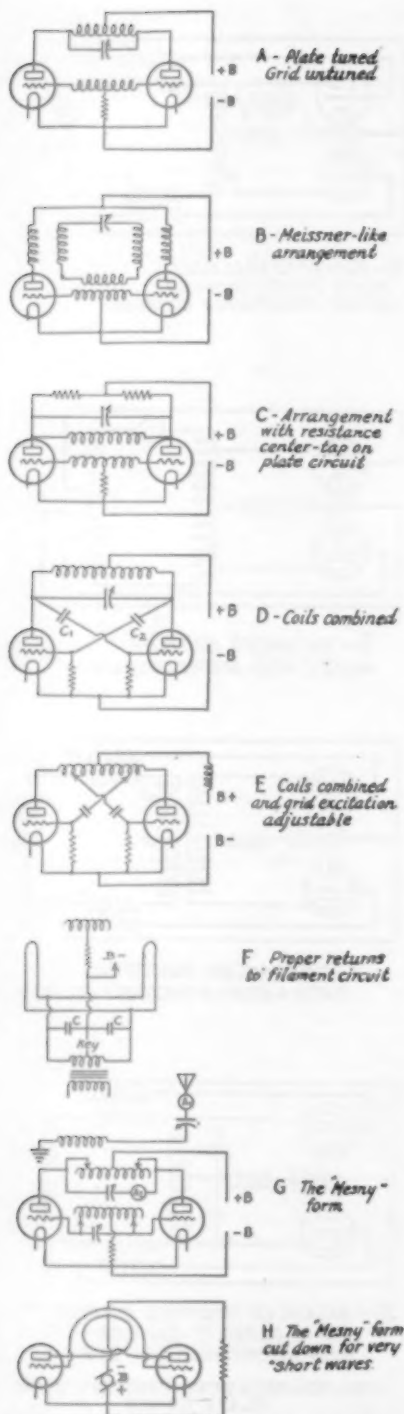 A - Plate tuned
Grid untuned
+B
-B
B - Meissner-like
arrangement
+B
-B
C - Arrangement
with resistance
center-tap on
plate circuit
+B
-B
C1
C2
D - Coils combined
+B
-B
E Coils combined
and grid excitation
adjustable
B+
B-
F Proper returns
to filament circuit
B-
C
C
Key
G The "Mesny"
form
+B
-B
H The "Mesny" form
cut down for very
"short waves
- B +